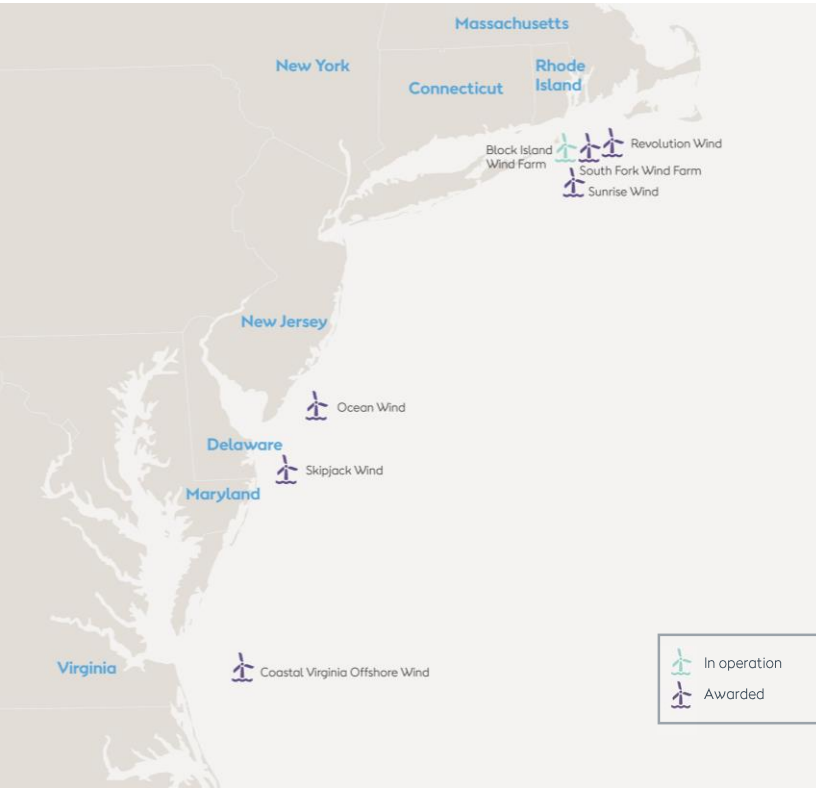 Massachusetts
New York
Rhode
Island
Connecticut
Block Island
Wind Farm
Revolution Wind
South Fork Wind Farm
Sunrise Wind
New Jersey
Ocean Wind
Delaware
Skipjack Wind
Maryland
Virginia
Coastal Virginia Offshore Wind
In operation
Awarded